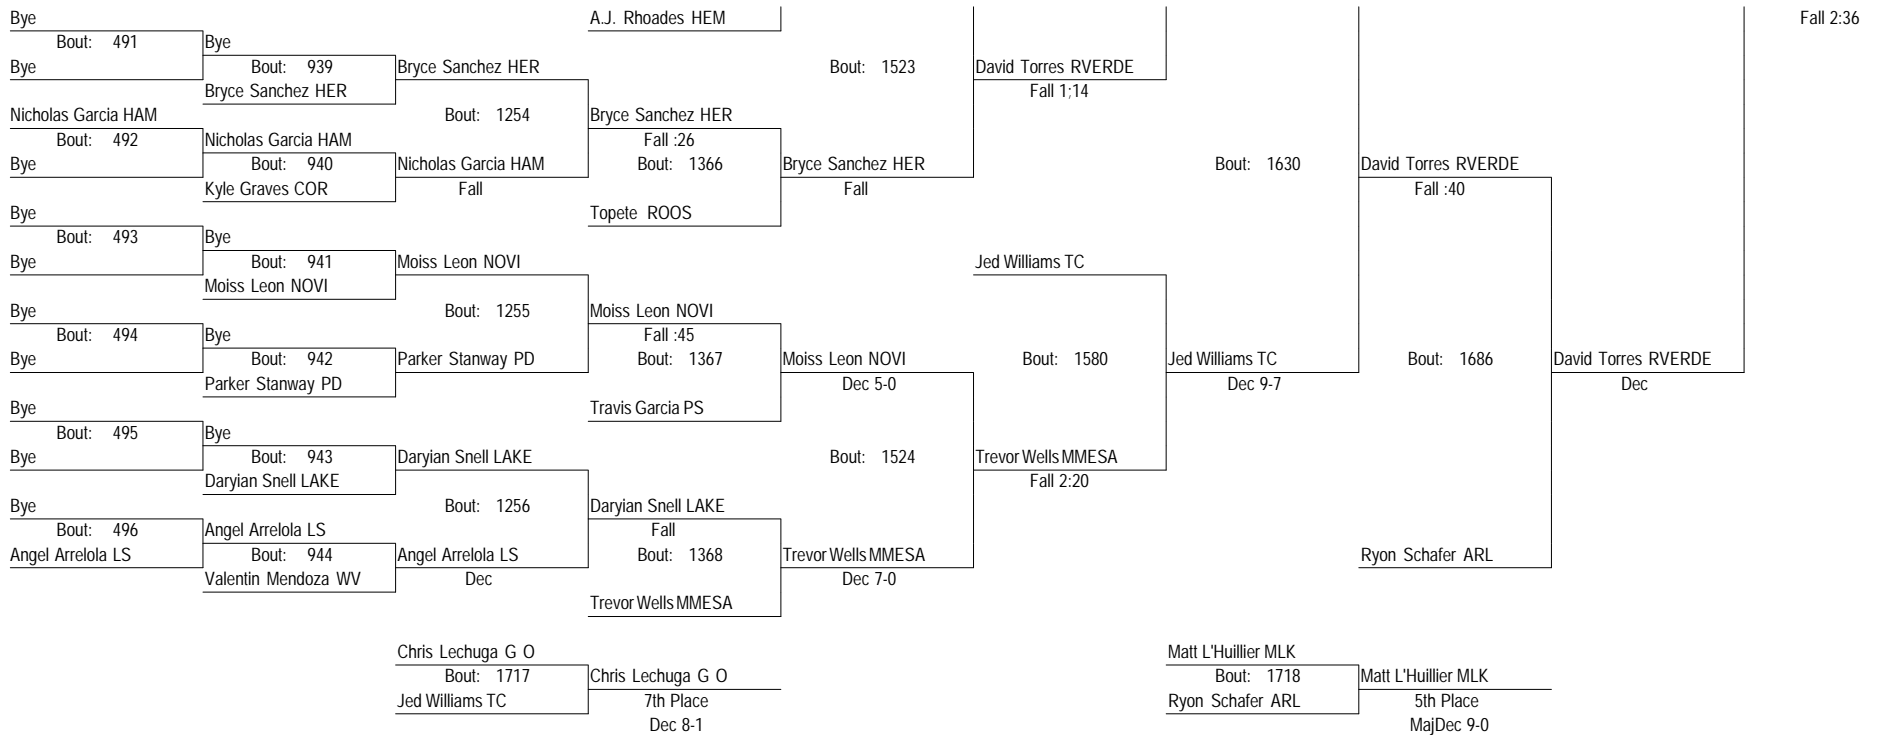 Bye
A.J. Rhoades HEM
Fall 2:36
Bout: 491
Bye
Bye
Bout: 939
Bryce Sanchez HER
Bout: 1523
David Torres RVERDE
Bryce Sanchez HER
Fall 1;14
Nicholas Garcia HAM
Bout: 1254
Bryce Sanchez HER
Bout: 492
Nicholas Garcia HAM
Fall :26
Bye
Bout: 940
Nicholas Garcia HAM
Bout: 1366
Bryce Sanchez HER
Bout: 1630
David Torres RVERDE
Kyle Graves COR
Fall
Fall
Fall :40
Bye
Topete ROOS
Bout: 493
Bye
Bye
Bout: 941
Moiss Leon NOVI
Jed Williams TC
Moiss Leon NOVI
Bye
Bout: 1255
Moiss Leon NOVI
Bout: 494
Bye
Fall :45
Bye
Bout: 942
Parker Stanway PD
Bout: 1367
Moiss Leon NOVI
Bout: 1580
Jed Williams TC
Bout: 1686
David Torres RVERDE
Parker Stanway PD
Dec 5-0
Dec 9-7
Dec
Bye
Travis Garcia PS
Bout: 495
Bye
Bye
Bout: 943
Daryian Snell LAKE
Bout: 1524
Trevor Wells MMESA
Daryian Snell LAKE
Fall 2:20
Bye
Bout: 1256
Daryian Snell LAKE
Bout: 496
Angel Arrelola LS
Fall
Angel Arrelola LS
Bout: 944
Angel Arrelola LS
Bout: 1368
Trevor Wells MMESA
Ryon Schafer ARL
Valentin Mendoza WV
Dec
Dec 7-0
Trevor Wells MMESA
Chris Lechuga G O
Matt L'Huillier MLK
Bout: 1717
Chris Lechuga G O
Bout: 1718
Matt L'Huillier MLK
Jed Williams TC
7th Place
Ryon Schafer ARL
5th Place
Dec 8-1
MajDec 9-0